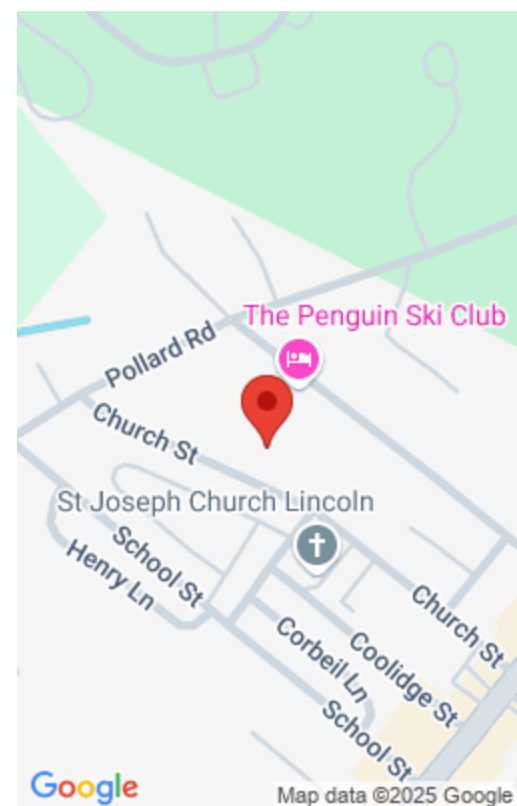 The Penguin Ski Club
Pollard Rd
Church St
St Joseph Church Lincoln
School St
Henry Ln
Church St
Corbeil Ln
Coolidge St
School St
Google
Map data ©2025 Google